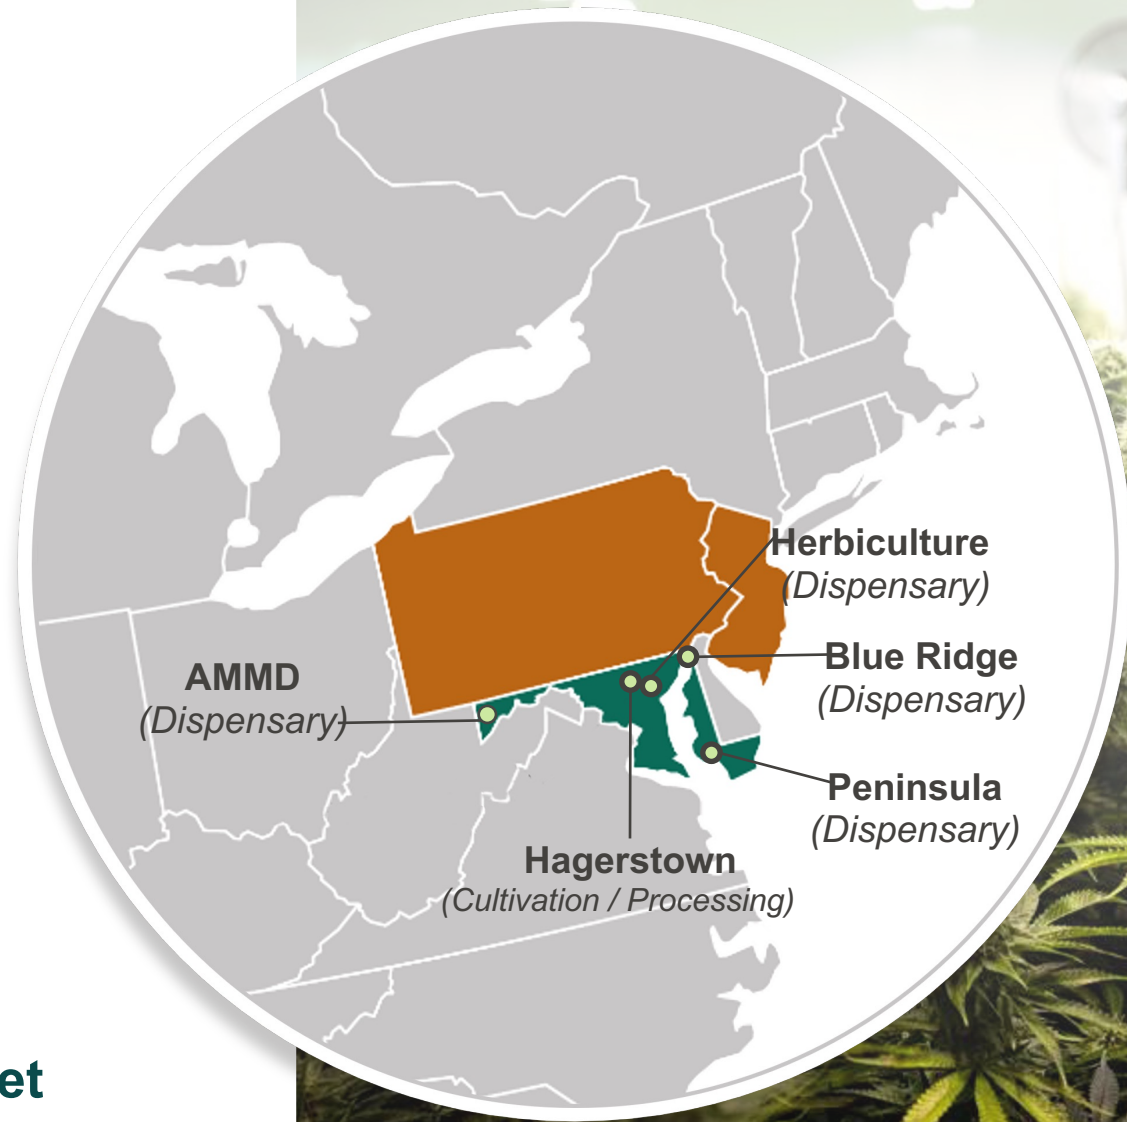 Herbiculture
(Dispensary)
Blue Ridge
(Dispensary)
AMMD
(Dispensary)
Peninsula
(Dispensary)
Hagerstown
(Cultivation / Processing)
et